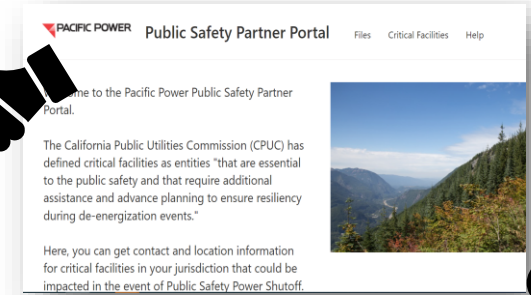 PACIFIC POWER Public Safety Partner Portal Files Critical Facilities Help
me to the Pacific Power Public Safety Partner
Portal.
The California Public Utilities Commission (CPUC) has
defined critical facilities as entities "that are essential
to the public safety and that require additional
assistance and advance planning to ensure resiliency
during de-energization events."
Here, you can get contact and location information
for critical facilities in your jurisdiction that could be
impacted in the event of Public Safety Power Shutoff.